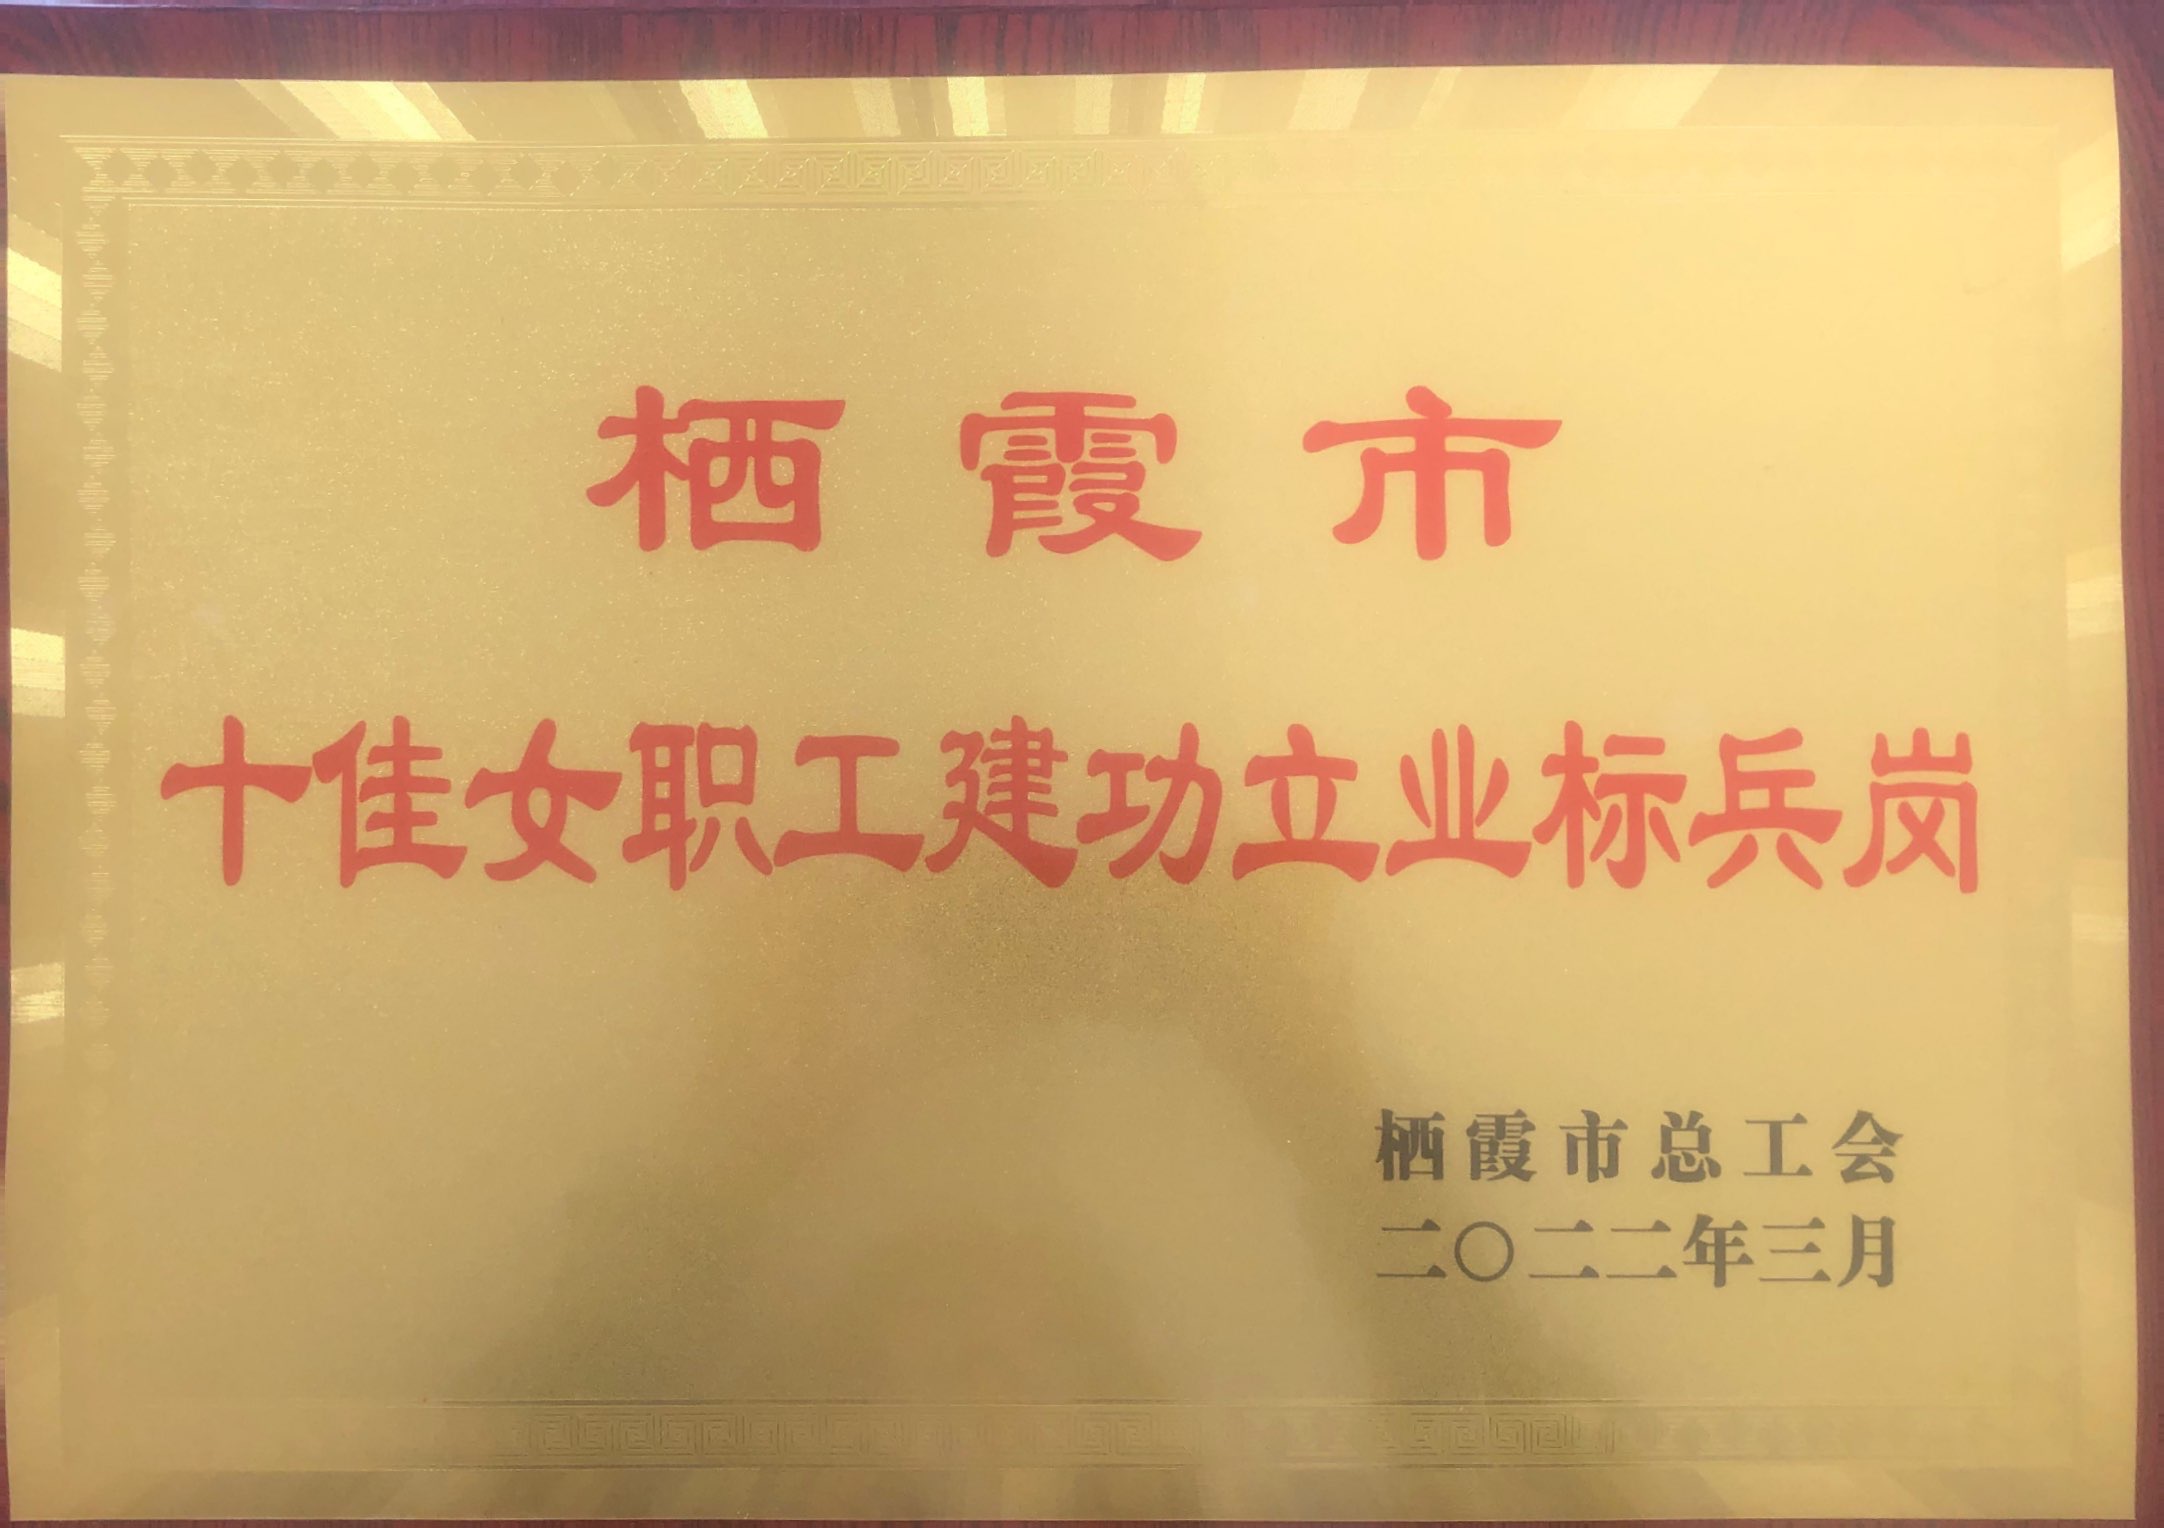 栖霞市
十佳女职工建功立业标兵岗
栖霞市总工会
二〇二二年三月